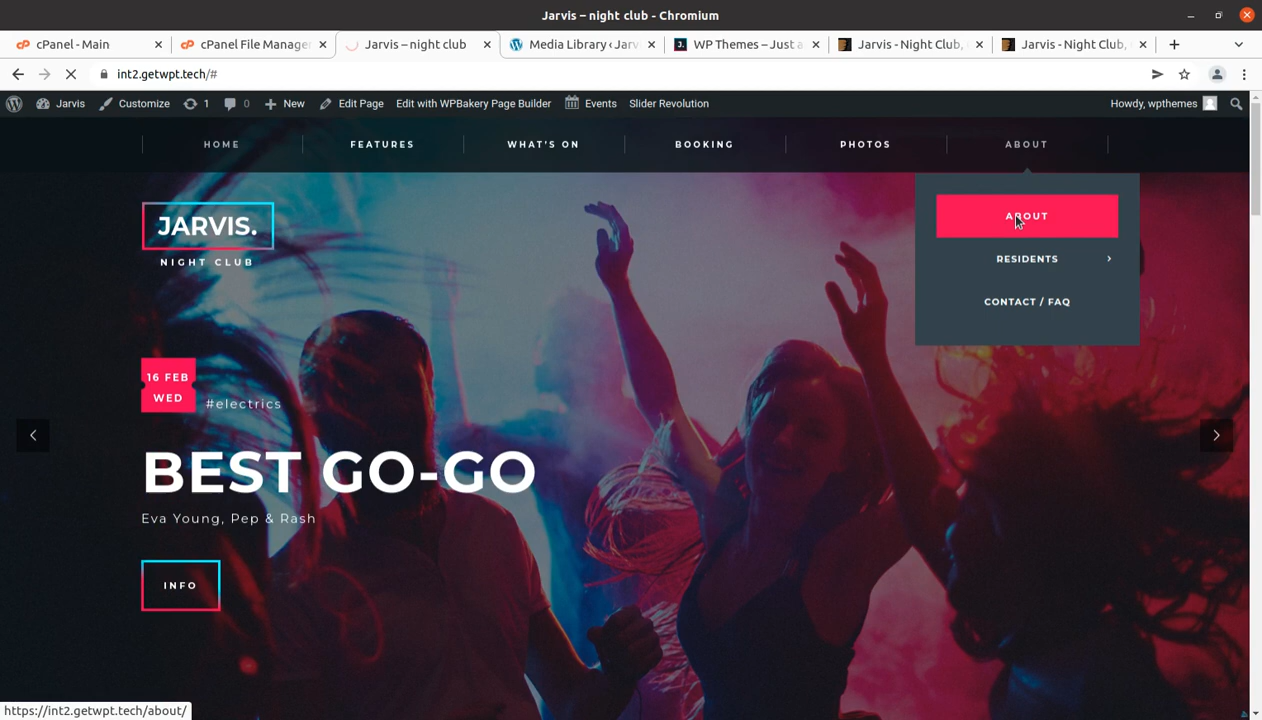 Jarvis – night club - Chromium
cPanel - Main
cPanel File Manager
Jarvis – night club
Media Library ‹ Jarv
WP Themes – Just a
Jarvis - Night Club,
Jarvis - Night Club,
int2.getwpt.tech/#
Jarvis
Customize
1
0
New
Edit Page
Edit with WPBakery Page Builder
Events
Slider Revolution
Howdy, wpthemes
HOME
FEATURES
WHAT'S ON
BOOKING
PHOTOS
ABOUT
ABOUT
RESIDENTS
CONTACT / FAQ
JARVIS.
NIGHT CLUB
16 FEB
WED
#electrics
BEST GO-GO
Eva Young, Pep & Rash
INFO
https://int2.getwpt.tech/about/